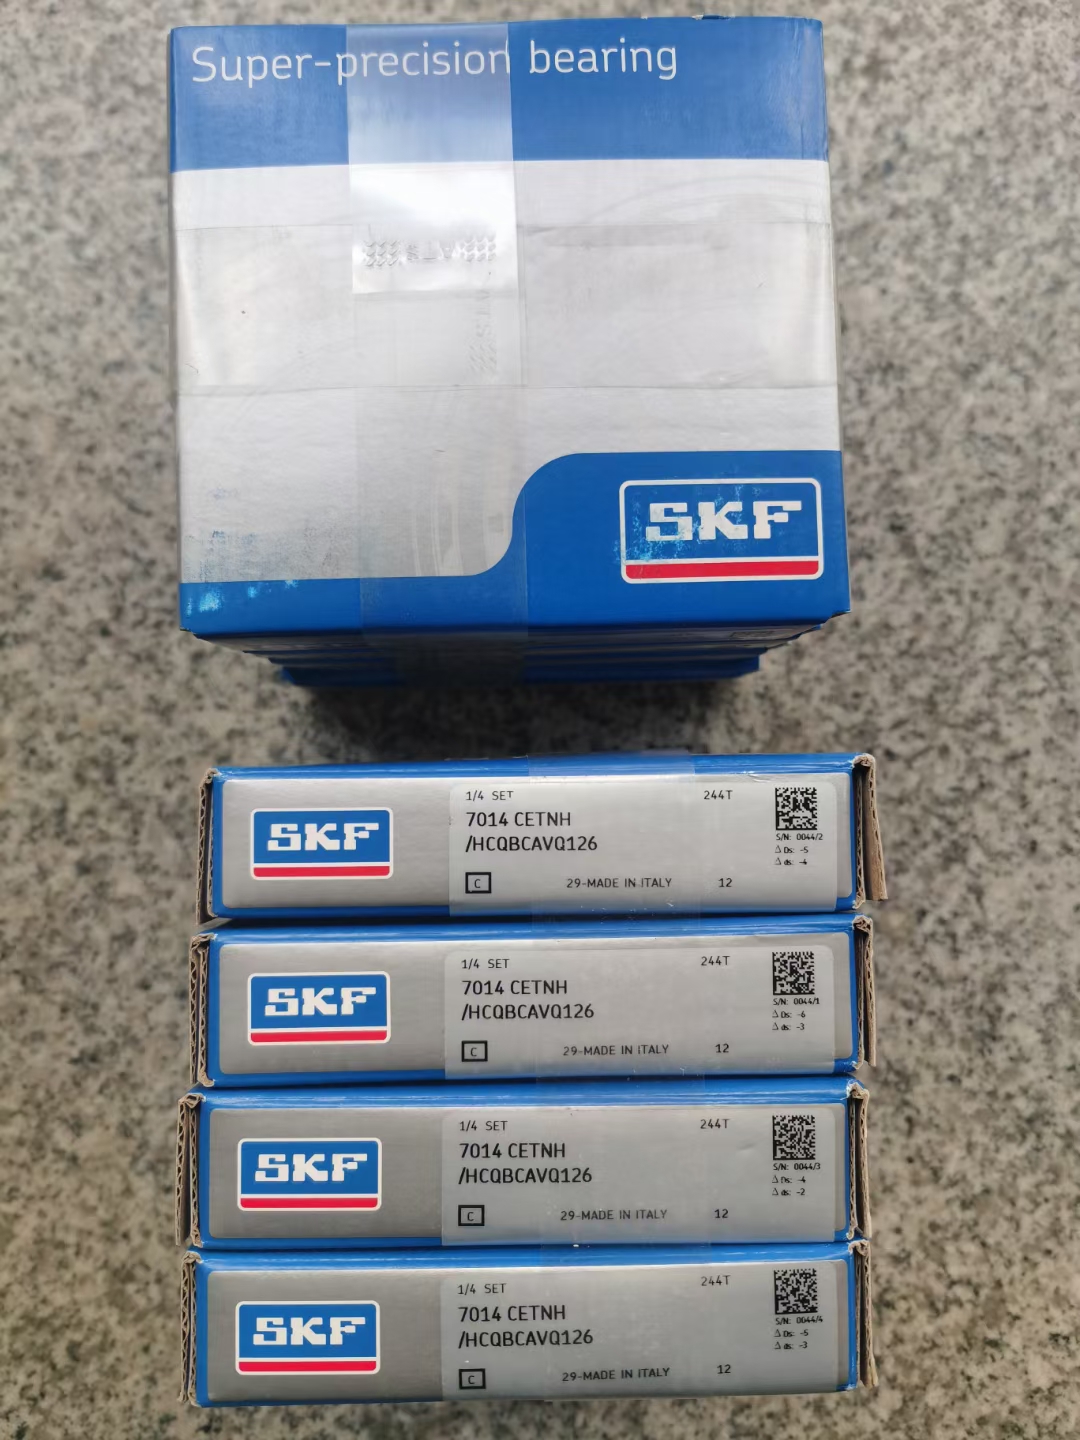 Super-precision bearing
SKF
1/4 SET 244T
7014 CETNH
/HCQBCAVQ126
S/N: 0044/2
Δ Ds: -5
Δ ds: -4
SKF
C 29-MADE IN ITALY 12
1/4 SET 244T
7014 CETNH
/HCQBCAVQ126
S/N: 0044/1
Δ Ds: -6
Δ ds: -3
SKF
C 29-MADE IN ITALY 12
1/4 SET 244T
7014 CETNH
/HCQBCAVQ126
S/N: 0044/3
Δ Ds: -4
Δ ds: -2
SKF
C 29-MADE IN ITALY 12
1/4 SET 244T
7014 CETNH
/HCQBCAVQ126
S/N: 0044/4
Δ Ds: -5
Δ ds: -3
SKF
C 29-MADE IN ITALY 12